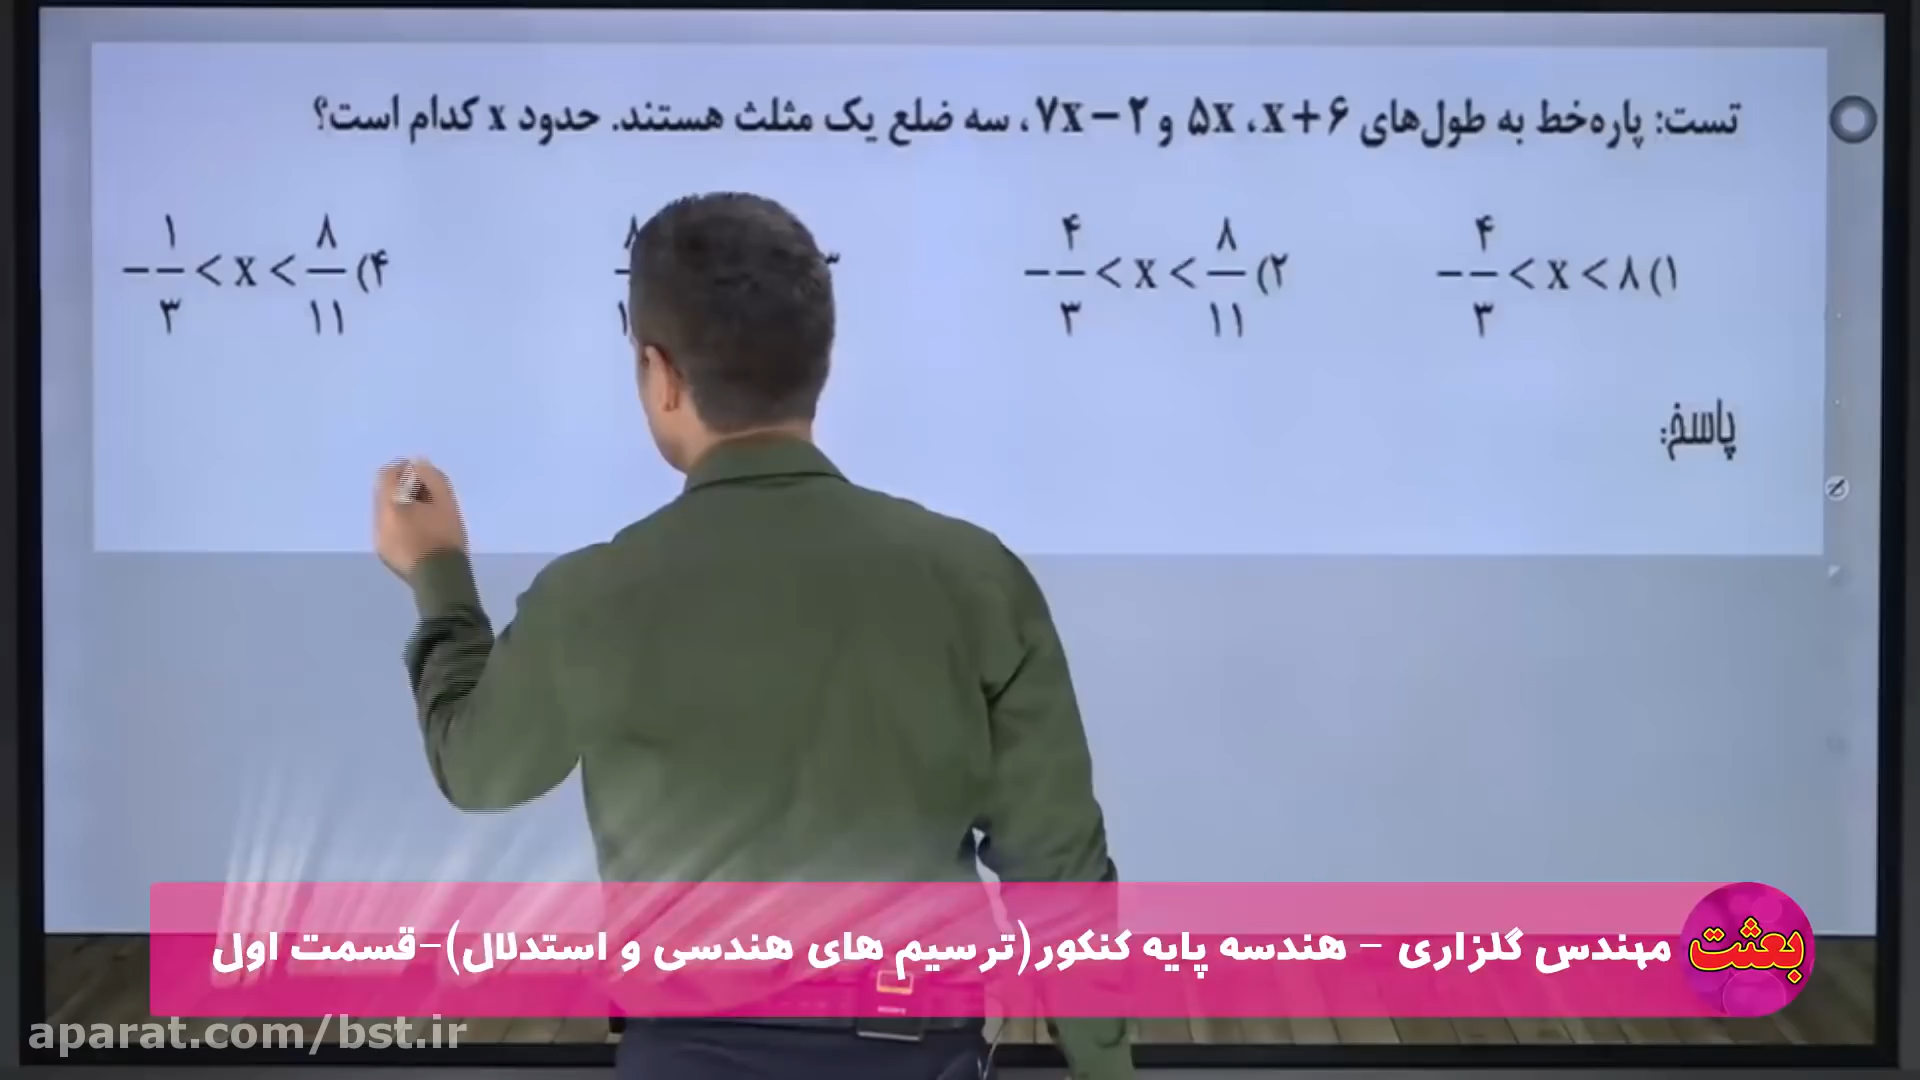 تست: پاره‌خط به طول‌های x+۶، ۵x و ۷x−۲، سه ضلع یک مثلث هستند. حدود x کدام است؟
۱) −۴/۳ < x < ۸
۲) −۴/۳ < x < ۸/۱۱
۴) −۱/۳ < x < ۸/۱۱
پاسخ:
بعثت
مهندس گلزاری - هندسه پایه کنکور(ترسیم های هندسی و استدلال)-قسمت اول
aparat.com/bst.ir